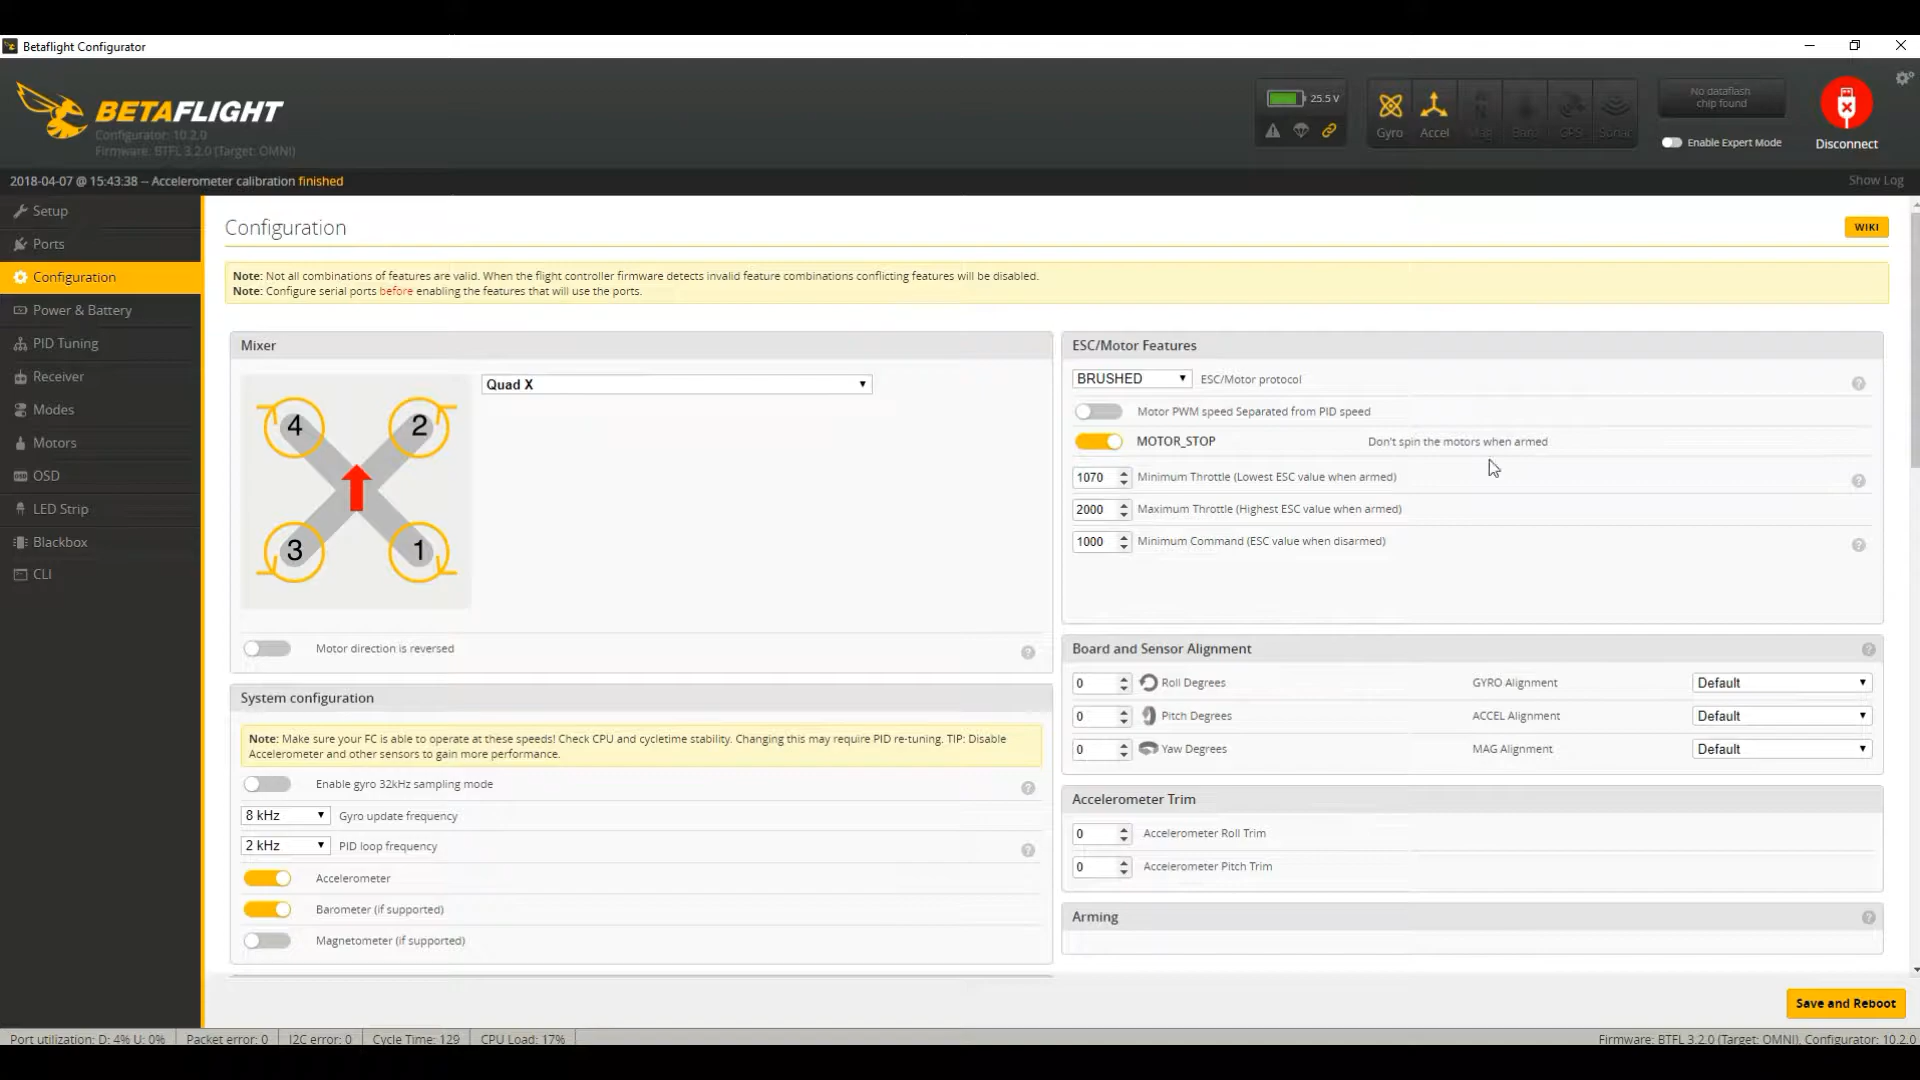 Betaflight Configurator
BETAFLIGHT
Configurator: 10.2.0
Firmware: BTFL 3.2.0 (Target: OMNI)
25.5 V
Gyro
Accel
Mag
Baro
GPS
Sonar
No dataflash
chip found
Enable Expert Mode
Disconnect
2018-04-07 @ 15:43:38 -- Accelerometer calibration finished
Show Log
Setup
Ports
Configuration
Power & Battery
PID Tuning
Receiver
Modes
Motors
OSD
LED Strip
Blackbox
CLI
Configuration
WIKI
Note: Not all combinations of features are valid. When the flight controller firmware detects invalid feature combinations conflicting features will be disabled.
Note: Configure serial ports before enabling the features that will use the ports.
Mixer
Quad X
4
2
3
1
Motor direction is reversed
System configuration
Note: Make sure your FC is able to operate at these speeds! Check CPU and cycletime stability. Changing this may require PID re-tuning. TIP: Disable
Accelerometer and other sensors to gain more performance.
Enable gyro 32kHz sampling mode
8 kHz Gyro update frequency
2 kHz PID loop frequency
Accelerometer
Barometer (if supported)
Magnetometer (if supported)
ESC/Motor Features
BRUSHED ESC/Motor protocol
Motor PWM speed Separated from PID speed
MOTOR_STOP Don't spin the motors when armed
1070 Minimum Throttle (Lowest ESC value when armed)
2000 Maximum Throttle (Highest ESC value when armed)
1000 Minimum Command (ESC value when disarmed)
Board and Sensor Alignment
0 Roll Degrees GYRO Alignment Default
0 Pitch Degrees ACCEL Alignment Default
0 Yaw Degrees MAG Alignment Default
Accelerometer Trim
0 Accelerometer Roll Trim
0 Accelerometer Pitch Trim
Arming
Save and Reboot
Port utilization: D: 4% U: 0% Packet error: 0 I2C error: 0 Cycle Time: 129 CPU Load: 17% Firmware: BTFL 3.2.0 (Target: OMNI), Configurator: 10.2.0